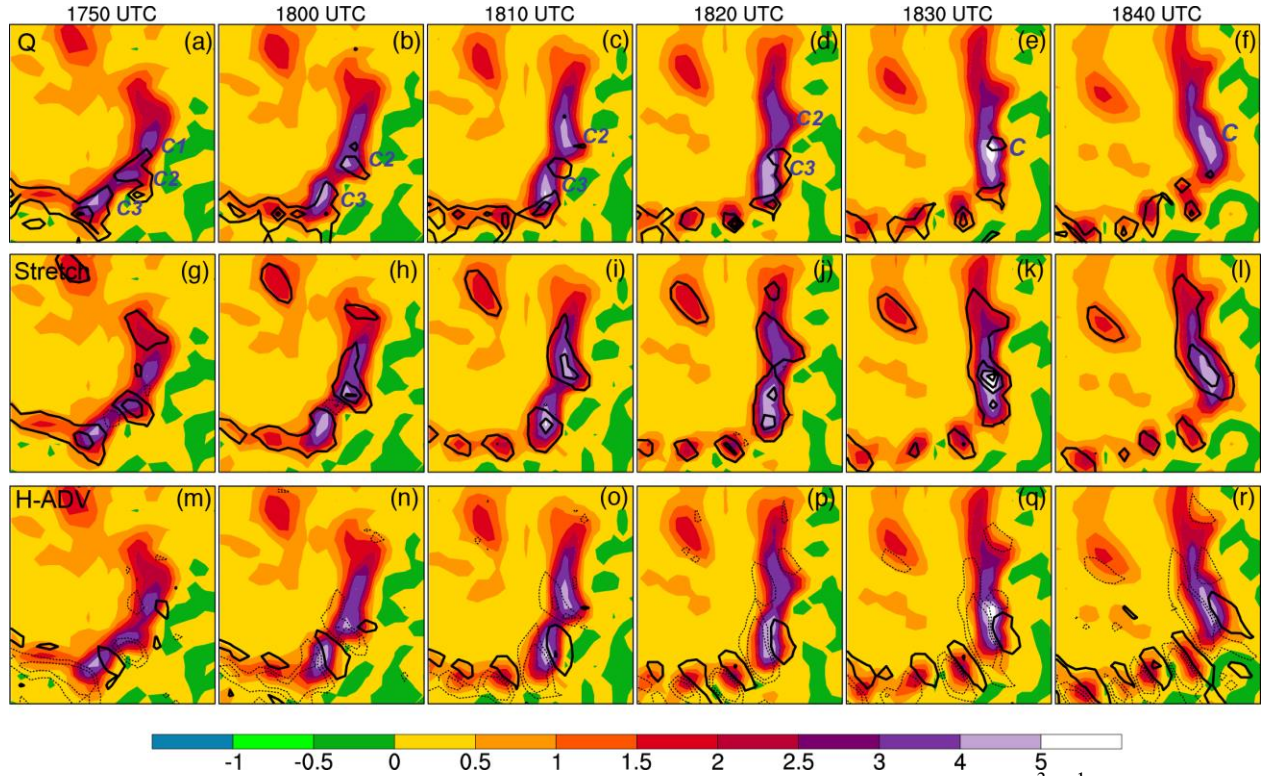 1750 UTC 1800 UTC 1810 UTC 1820 UTC 1830 UTC 1840 UTC
Q (a) (b) (c) (d) (e) (f)
C1 C2 C3
C2 C3
C2 C3
C2 C3
C
C
Stretch (g) (h) (i) (j) (k) (l)
H-ADV (m) (n) (o) (p) (q) (r)
-1 -0.5 0 0.5 1 1.5 2 2.5 3 4 5